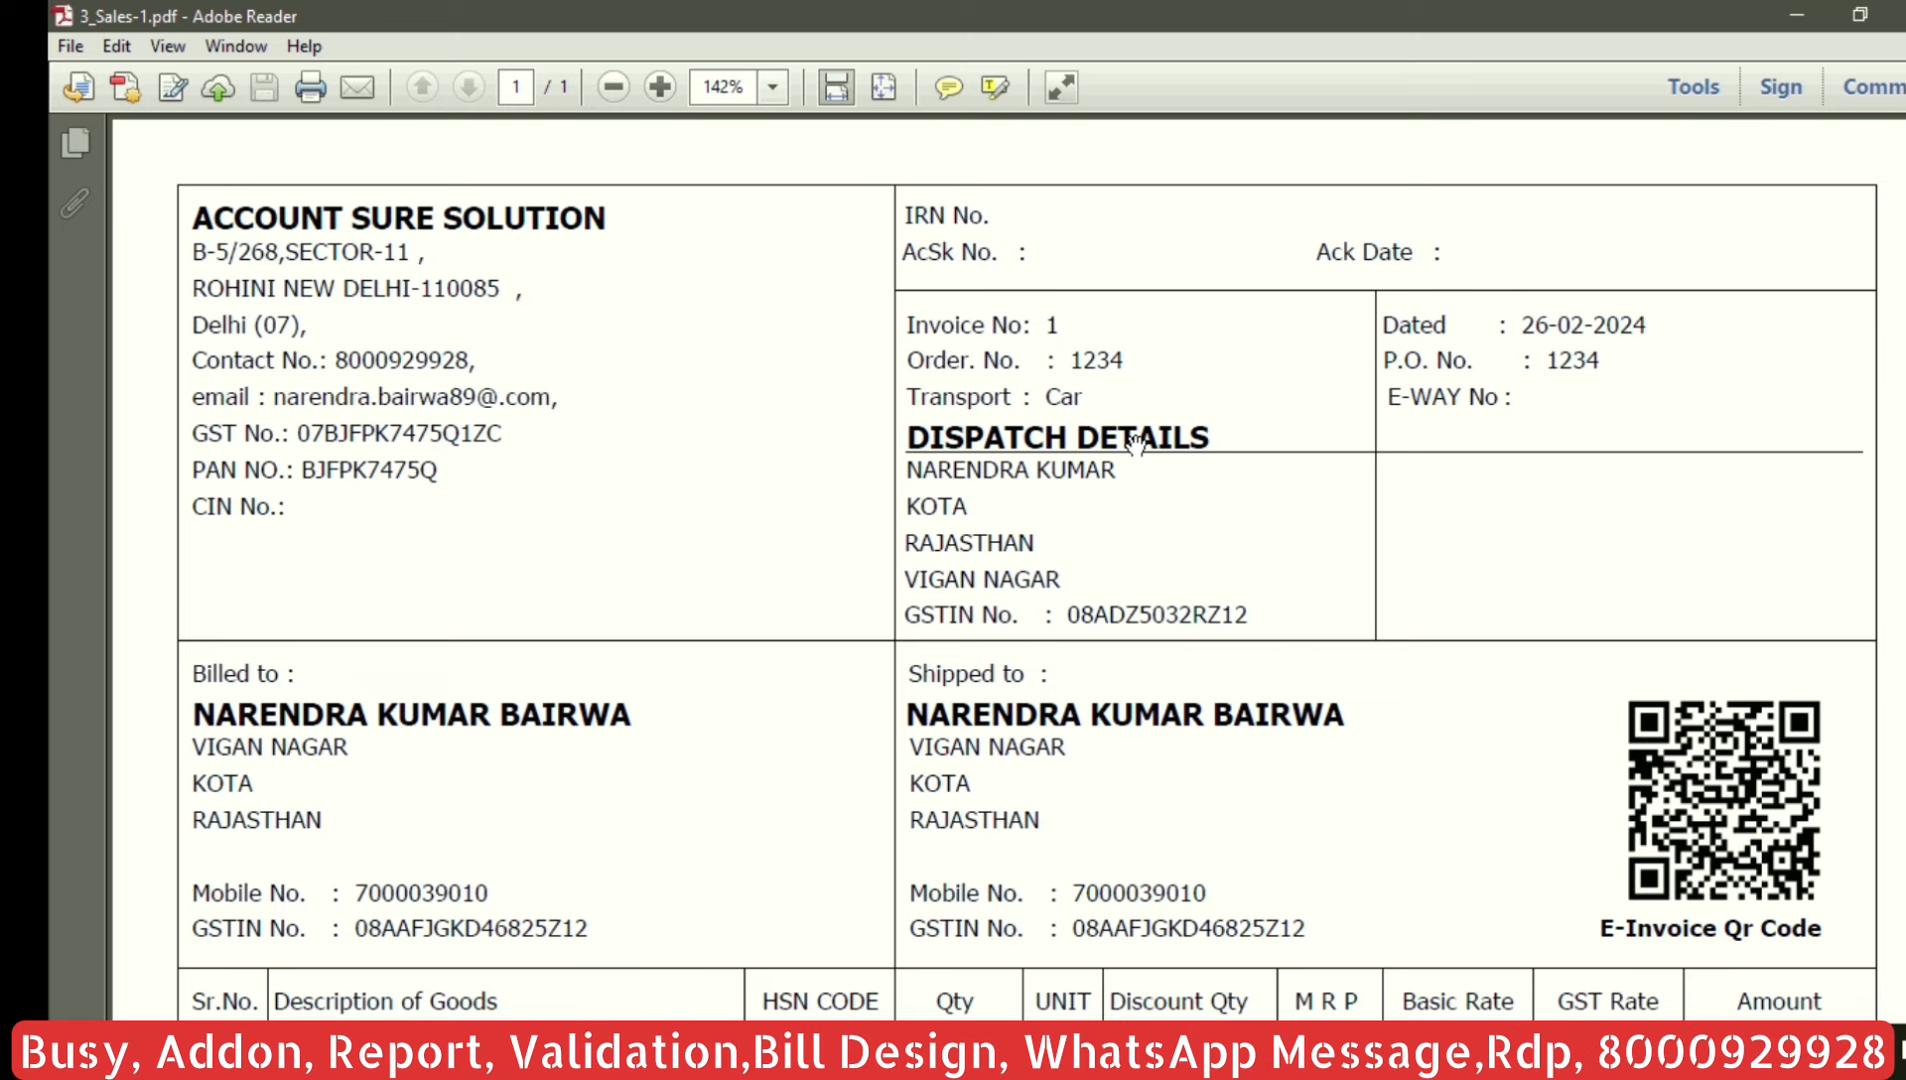 3_Sales-1.pdf - Adobe Reader
File Edit View Window Help
1 / 1 142% Tools Sign Comm
ACCOUNT SURE SOLUTION
B-5/268,SECTOR-11 ,
ROHINI NEW DELHI-110085 ,
Delhi (07),
Contact No.: 8000929928,
email : narendra.bairwa89@.com,
GST No.: 07BJFPK7475Q1ZC
PAN NO.: BJFPK7475Q
CIN No.:
IRN No.
AcSk No. : Ack Date :
Invoice No: 1
Order. No. : 1234
Transport : Car
Dated : 26-02-2024
P.O. No. : 1234
E-WAY No :
DISPATCH DETAILS
NARENDRA KUMAR
KOTA
RAJASTHAN
VIGAN NAGAR
GSTIN No. : 08ADZ5032RZ12
Billed to :
NARENDRA KUMAR BAIRWA
VIGAN NAGAR
KOTA
RAJASTHAN
Mobile No. : 7000039010
GSTIN No. : 08AAFJGKD46825Z12
Shipped to :
NARENDRA KUMAR BAIRWA
VIGAN NAGAR
KOTA
RAJASTHAN
Mobile No. : 7000039010
GSTIN No. : 08AAFJGKD46825Z12
E-Invoice Qr Code
Sr.No. Description of Goods HSN CODE Qty UNIT Discount Qty M R P Basic Rate GST Rate Amount
Busy, Addon, Report, Validation,Bill Design, WhatsApp Message,Rdp, 8000929928